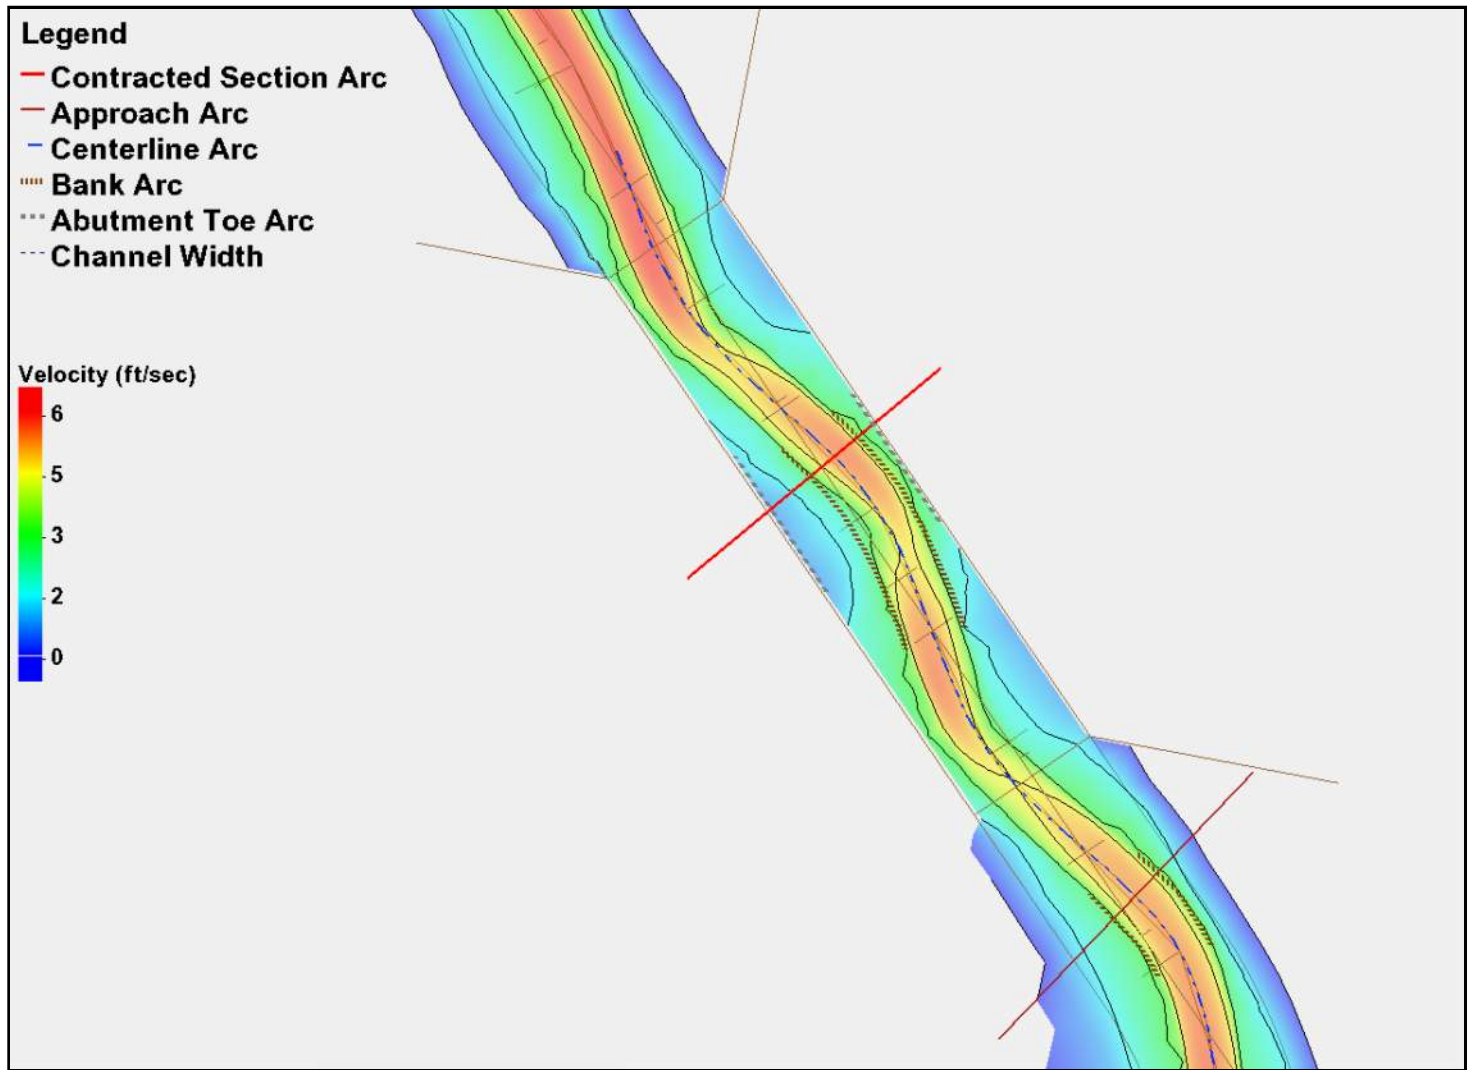 Legend
Contracted Section Arc
Approach Arc
Centerline Arc
Bank Arc
Abutment Toe Arc
Channel Width
Velocity (ft/sec)
6
5
3
2
0